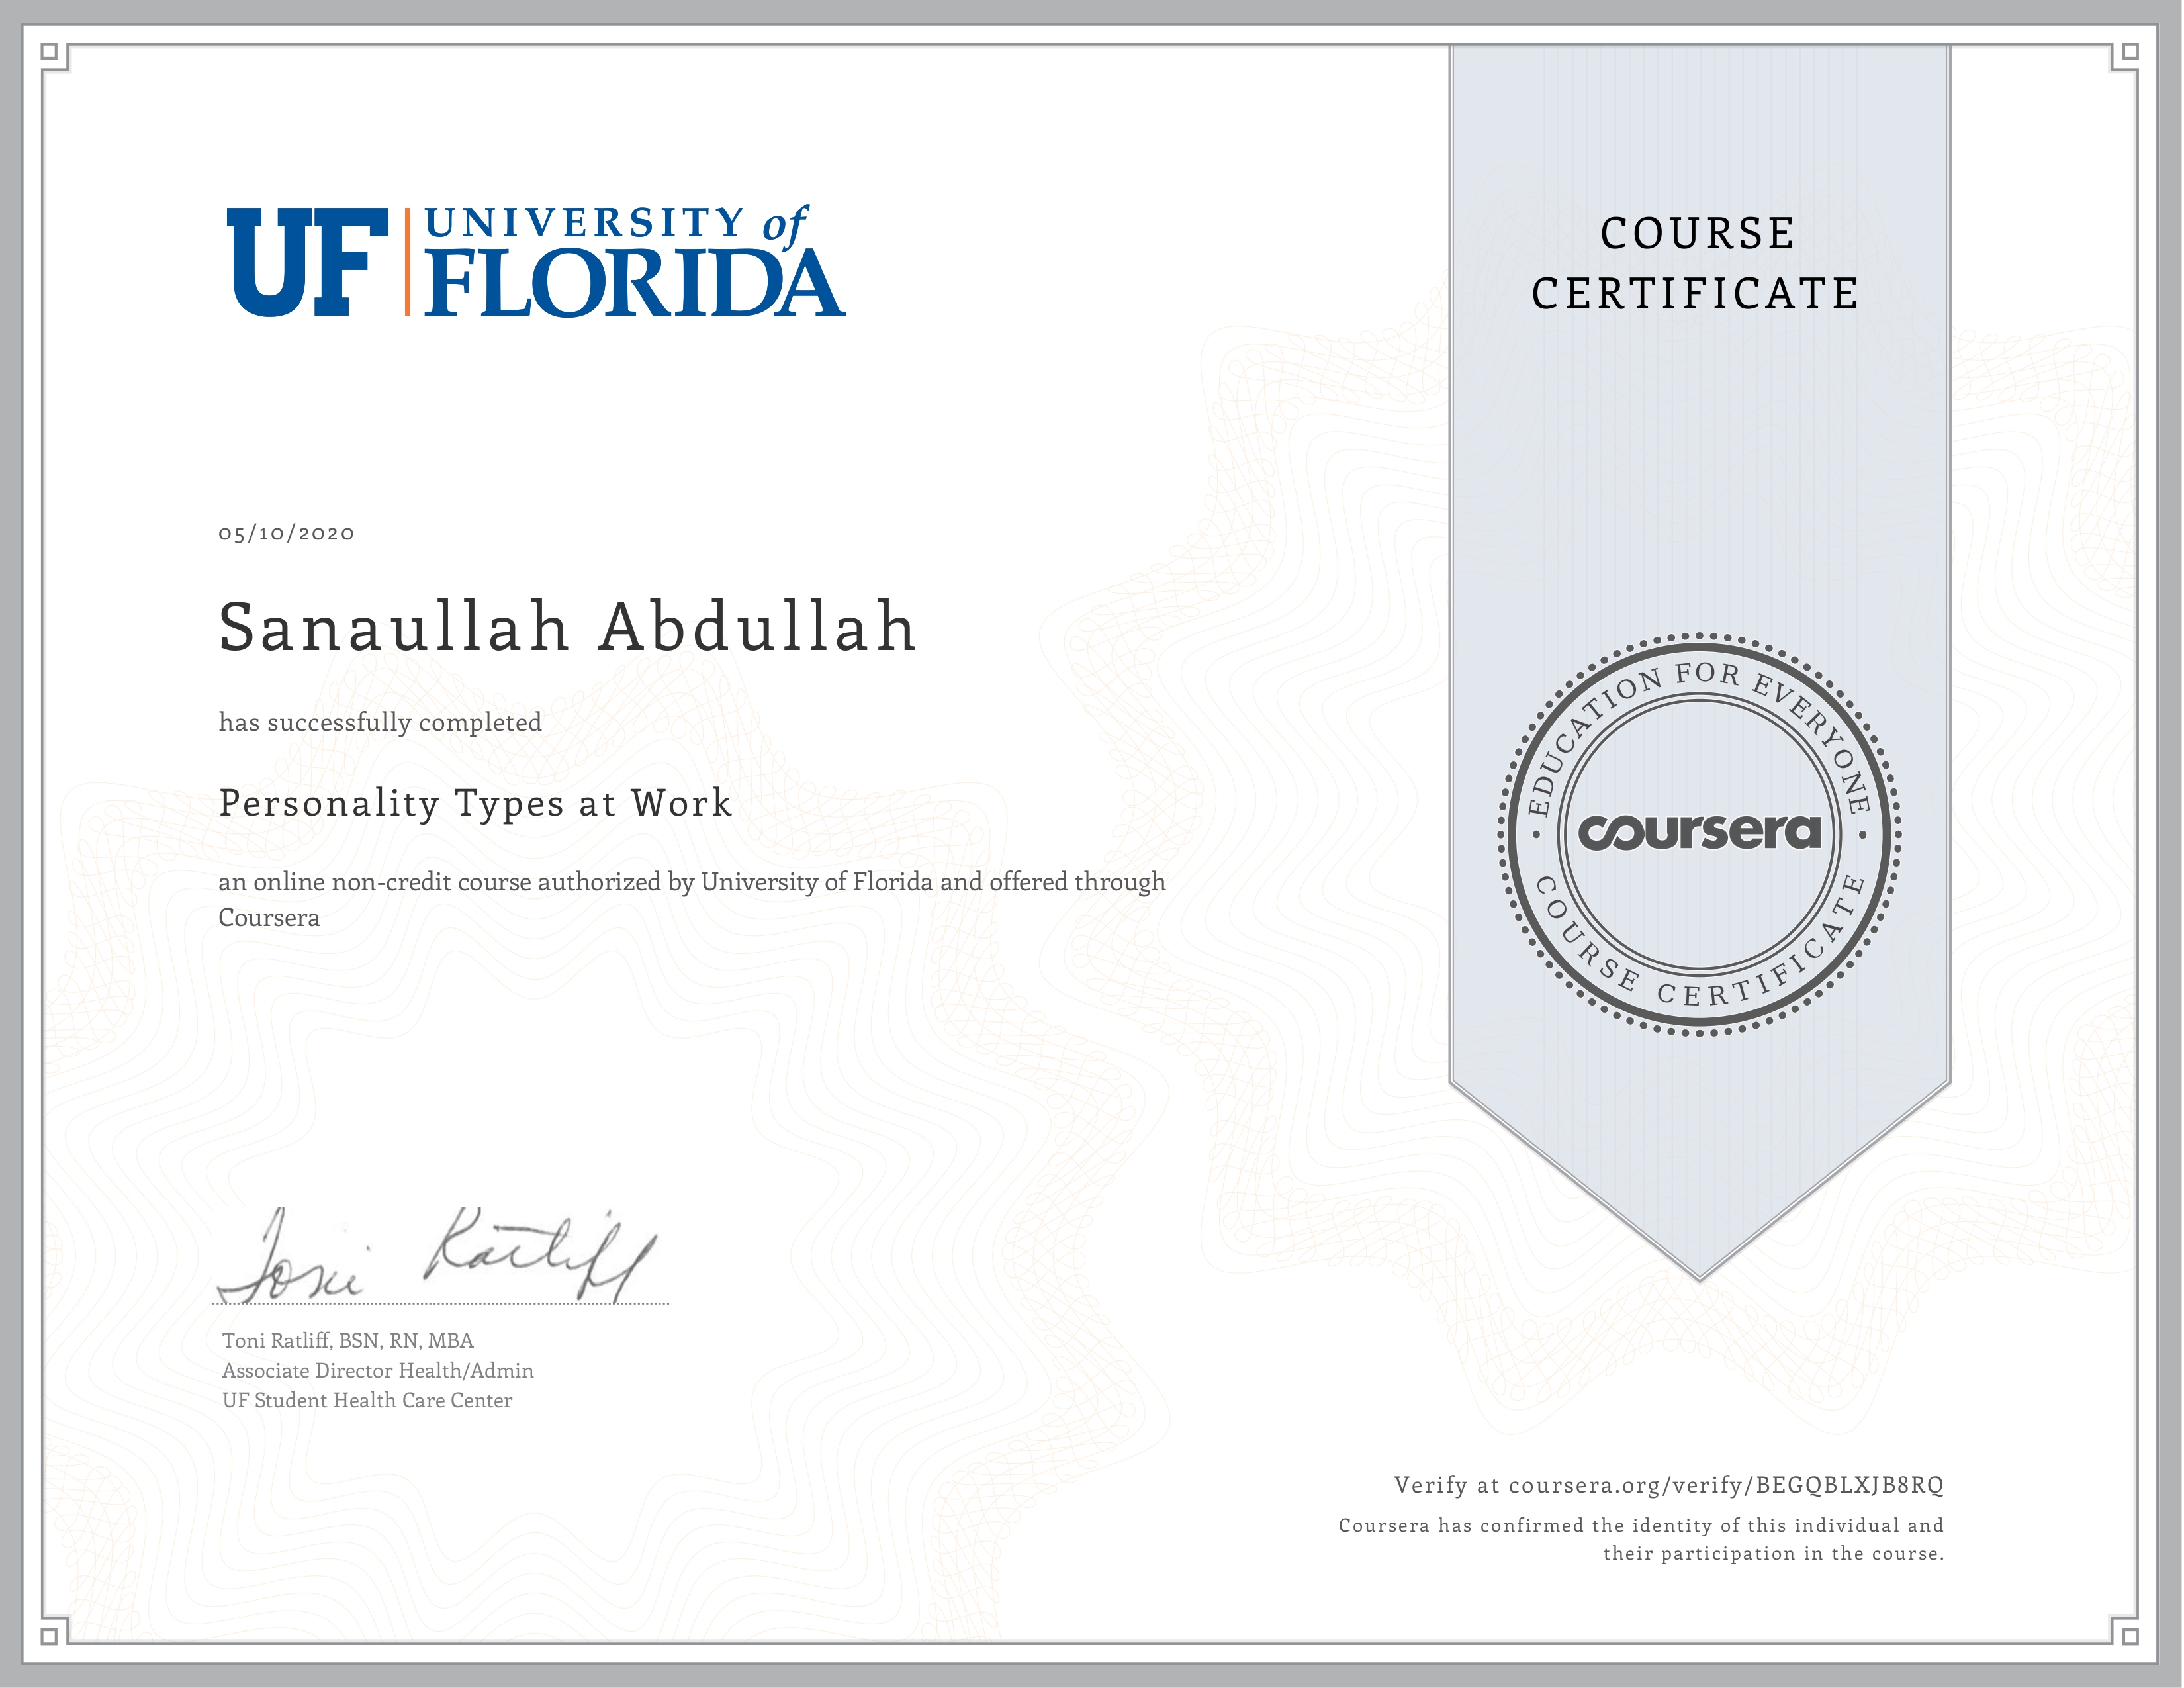 UF UNIVERSITY of
FLORIDA
COURSE
CERTIFICATE
05/10/2020
Sanaullah Abdullah
has successfully completed
Personality Types at Work
an online non-credit course authorized by University of Florida and offered through
Coursera
EDUCATION FOR EVERYONE
coursera
COURSE CERTIFICATE
Toni Ratliff
Toni Ratliff, BSN, RN, MBA
Associate Director Health/Admin
UF Student Health Care Center
Verify at coursera.org/verify/BEGQBLXJB8RQ
Coursera has confirmed the identity of this individual and
their participation in the course.